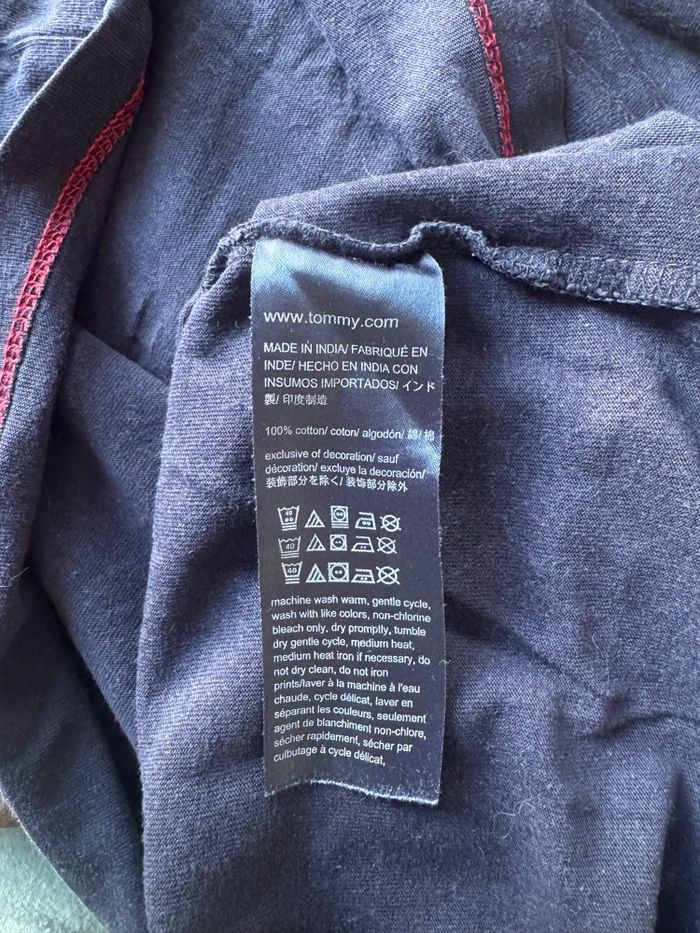 www.tommy.com
MADE IN INDIA/ FABRIQUÉ EN
INDE/ HECHO EN INDIA CON
INSUMOS IMPORTADOS/ インド
製/ 印度制造
100% cotton/ coton/ algodón/ 綿/ 棉
exclusive of decoration/ sauf
décoration/ excluye la decoración/
装飾部分を除く/ 装饰部分除外
40
40
machine wash warm, gentle cycle,
wash with like colors, non-chlorine
bleach only, dry promptly, tumble
dry gentle cycle, medium heat,
medium heat iron if necessary, do
not dry clean, do not iron
prints/laver à la machine à l'eau
chaude, cycle délicat, laver en
séparant les couleurs, seulement
agent de blanchiment non-chlore,
sécher rapidement, sécher par
culbutage à cycle délicat,